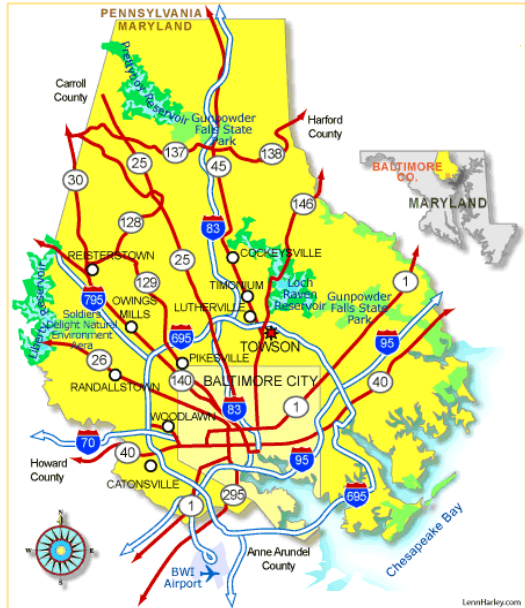 PENNSYLVANIA
MARYLAND
Prettyboy Reservoir
Carroll
County
Gunpowder
Falls State
Park
Harford
County
137
138
25
45
30
146
BALTIMORE
CO.
MARYLAND
128
83
25
COCKEYSVILLE
REISTERSTOWN
129
TIMONIUM
Loch
Raven
Reservoir
1
795
OWINGS
MILLS
LUTHERVILLE
Gunpowder
Falls State
Park
Liberty Reservoir
Soldiers
Delight Natural
Environment
Aera
695
TOWSON
95
26
PIKESVILLE
140
BALTIMORE CITY
40
RANDALLSTOWN
83
1
WOODLAWN
70
40
95
Howard
County
CATONSVILLE
695
295
1
Chesapeake Bay
N
W
E
S
Anne Arundel
County
BWI
Airport
LennHarley.com